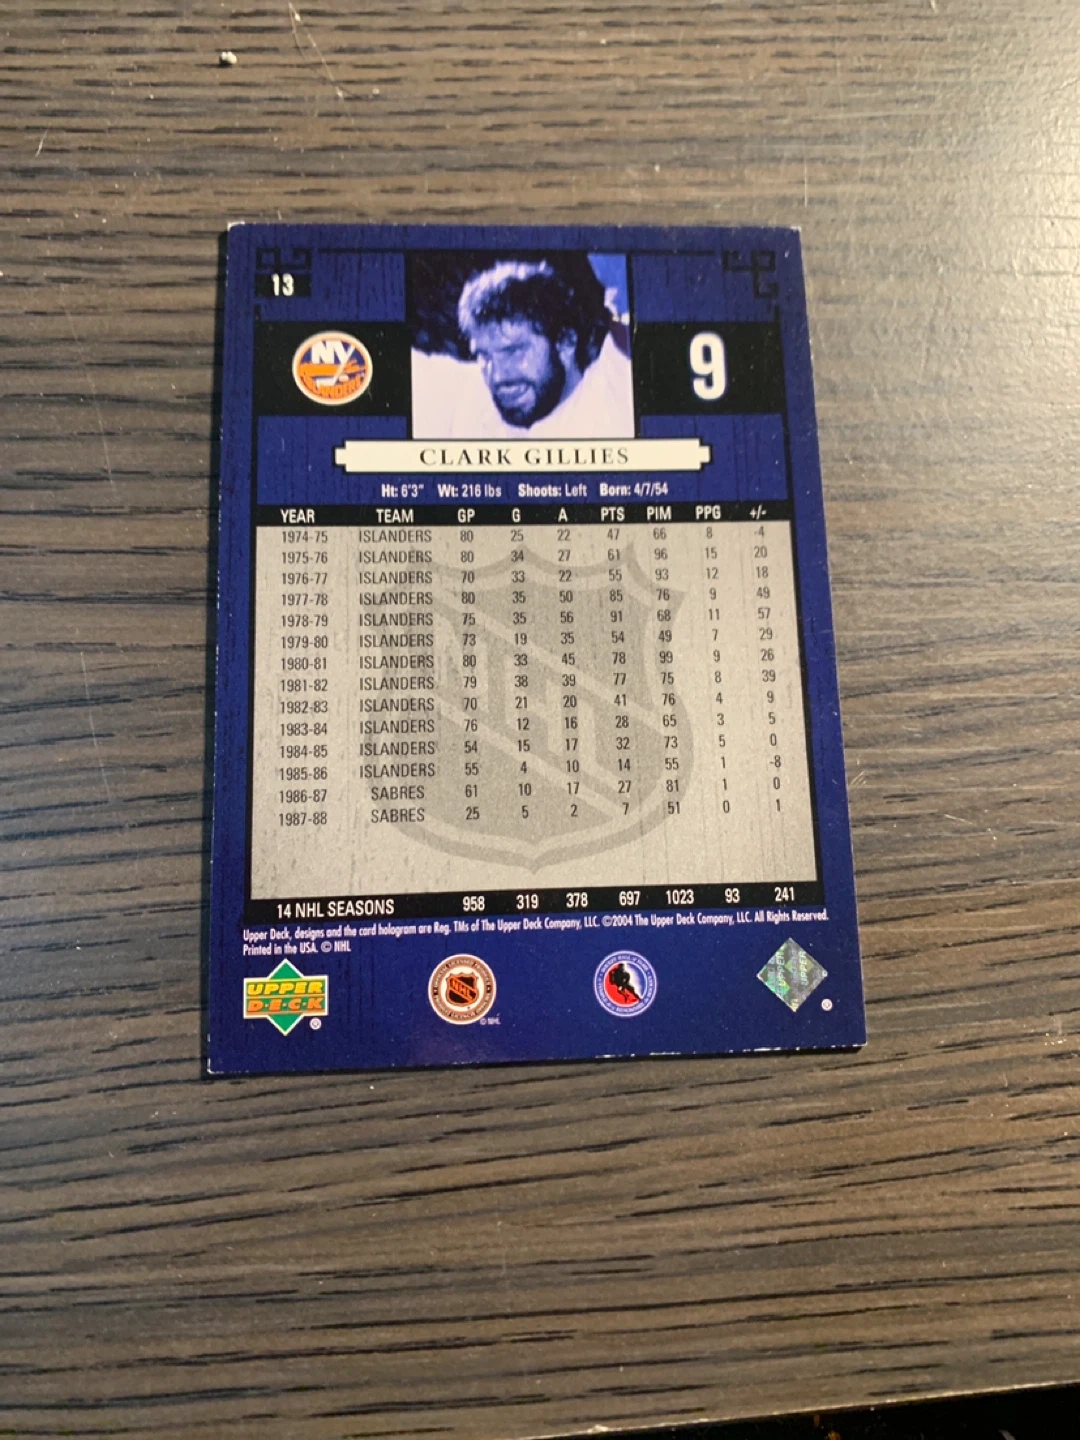 13
NY
ISLANDERS
9
CLARK GILLIES
Ht: 6'3" Wt: 216 lbs Shoots: Left Born: 4/7/54
YEAR TEAM GP G A PTS PIM PPG +/-
1974-75 ISLANDERS 80 25 22 47 66 8 -4
1975-76 ISLANDERS 80 34 27 61 96 15 20
1976-77 ISLANDERS 70 33 22 55 93 12 18
1977-78 ISLANDERS 80 35 50 85 76 9 49
1978-79 ISLANDERS 75 35 56 91 68 11 57
1979-80 ISLANDERS 73 19 35 54 49 7 29
1980-81 ISLANDERS 80 33 45 78 99 9 26
1981-82 ISLANDERS 79 38 39 77 75 8 39
1982-83 ISLANDERS 70 21 20 41 76 4 9
1983-84 ISLANDERS 76 12 16 28 65 3 5
1984-85 ISLANDERS 54 15 17 32 73 5 0
1985-86 ISLANDERS 55 4 10 14 55 1 -8
1986-87 SABRES 61 10 17 27 81 1 0
1987-88 SABRES 25 5 2 7 51 0 1
14 NHL SEASONS 958 319 378 697 1023 93 241
Upper Deck, designs and the card hologram are Reg. TMs of The Upper Deck Company, LLC. ©2004 The Upper Deck Company, LLC. All Rights Reserved.
Printed in the USA. © NHL
UPPER
DECK
®
NHL
© NHL
UPPER
®